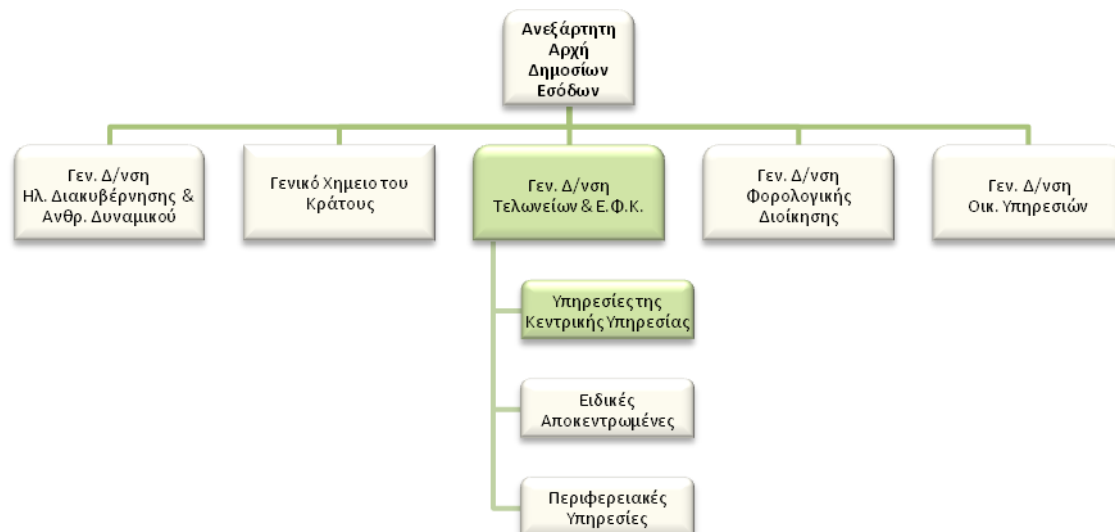 Ανεξάρτητη
Αρχή
Δημοσίων
Εσόδων
Γεν. Δ/νση
Ηλ. Διακυβέρνησης &
Ανθρ. Δυναμικού
Γενικό Χημειο του
Κράτους
Γεν. Δ/νση
Τελωνείων & Ε.Φ.Κ.
Γεν. Δ/νση
Φορολογικής
Διοίκησης
Γεν. Δ/νση
Οικ. Υπηρεσιών
Υπηρεσίες της
Κεντρικής Υπηρεσίας
Ειδικές
Αποκεντρωμένες
Περιφερειακές
Υπηρεσίες